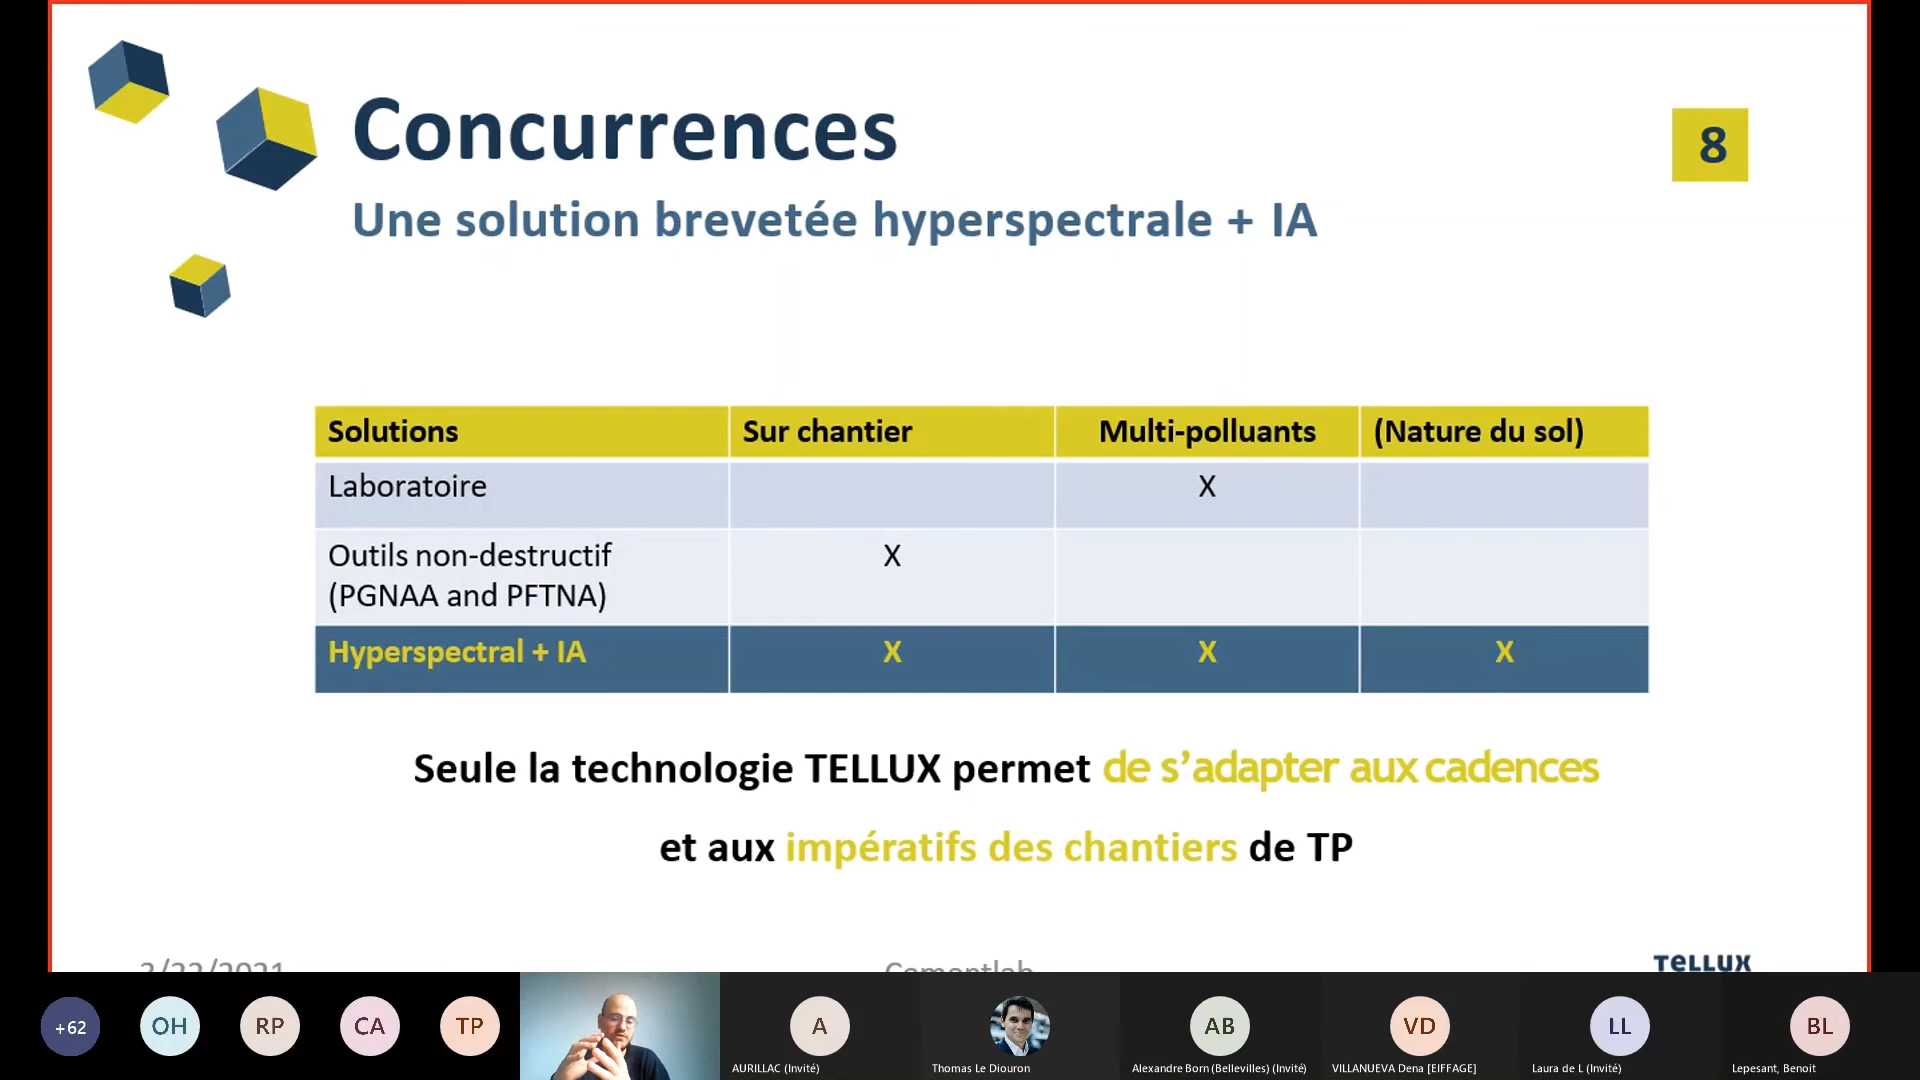 Concurrences
8
Une solution brevetée hyperspectrale + IA
Solutions Sur chantier Multi-polluants (Nature du sol)
Laboratoire X
Outils non-destructif X
(PGNAA and PFTNA)
Hyperspectral + IA X X X
Seule la technologie TELLUX permet de s’adapter aux cadences
et aux impératifs des chantiers de TP
3/22/2021 Cementlab TELLUX
+62 OH RP CA TP A AB VD LL BL
AURILLAC (Invité) Thomas Le Diouron Alexandre Born (Bellevilles) (Invité) VILLANUEVA Dena [EIFFAGE] Laura de L (Invité) Lepesant, Benoit